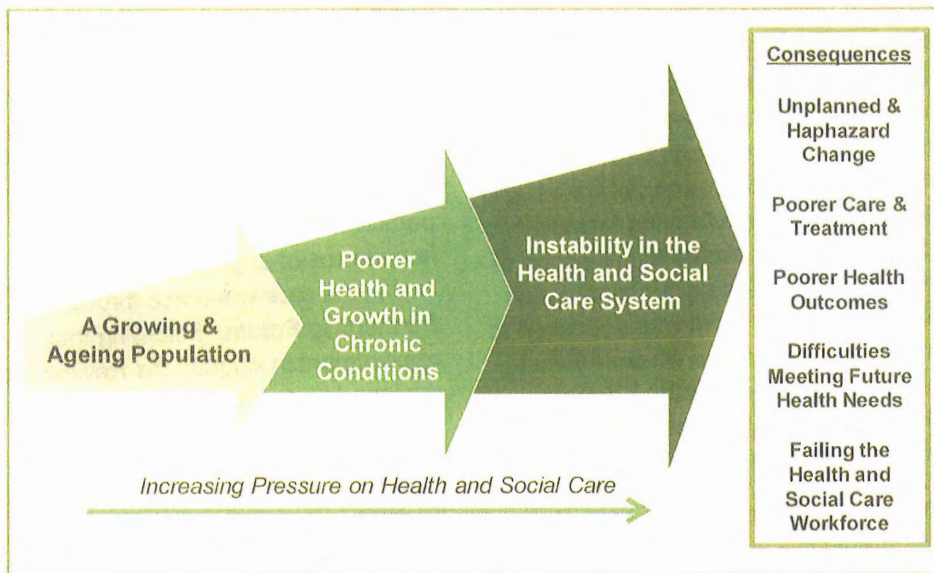 A Growing &
Ageing Population
Poorer
Health and
Growth in
Chronic
Conditions
Instability in the
Health and Social
Care System
Increasing Pressure on Health and Social Care
Consequences
Unplanned &
Haphazard
Change
Poorer Care &
Treatment
Poorer Health
Outcomes
Difficulties
Meeting Future
Health Needs
Failing the
Health and
Social Care
Workforce